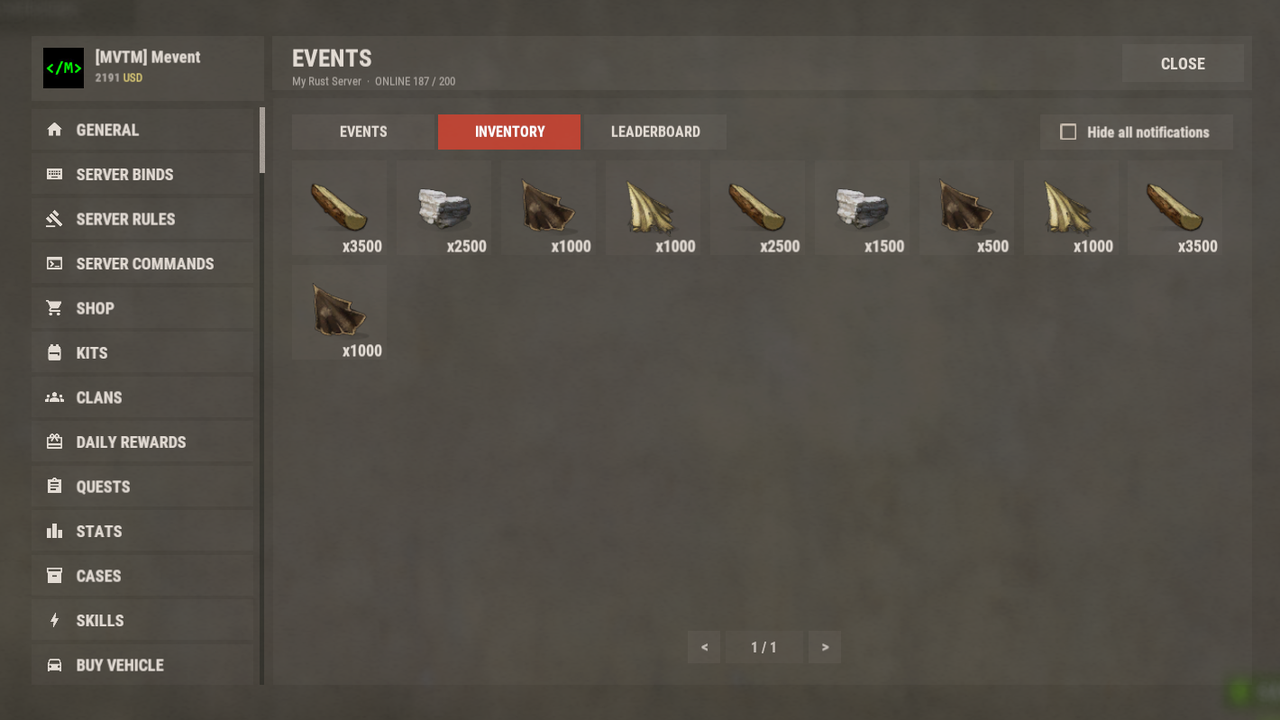 </M>
[MVTM] Mevent
2191 USD
EVENTS
My Rust Server · ONLINE 187 / 200
CLOSE
GENERAL
SERVER BINDS
SERVER RULES
SERVER COMMANDS
SHOP
KITS
CLANS
DAILY REWARDS
QUESTS
STATS
CASES
SKILLS
BUY VEHICLE
EVENTS
INVENTORY
LEADERBOARD
Hide all notifications
x3500
x2500
x1000
x1000
x2500
x1500
x500
x1000
x3500
x1000
<
1 / 1
>